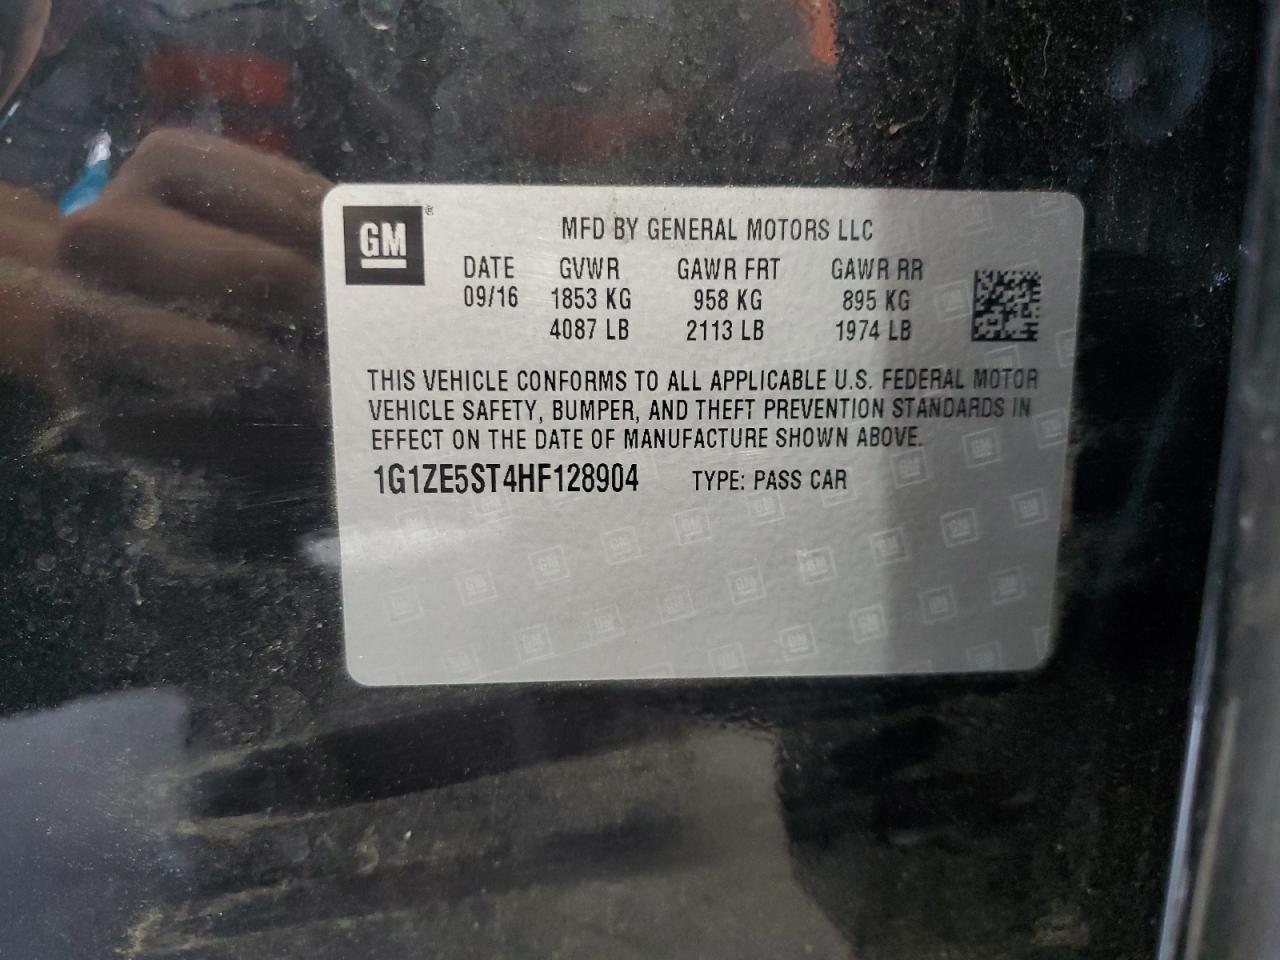 GM ®
MFD BY GENERAL MOTORS LLC
DATE GVWR GAWR FRT GAWR RR
09/16 1853 KG 958 KG 895 KG
4087 LB 2113 LB 1974 LB
THIS VEHICLE CONFORMS TO ALL APPLICABLE U.S. FEDERAL MOTOR
VEHICLE SAFETY, BUMPER, AND THEFT PREVENTION STANDARDS IN
EFFECT ON THE DATE OF MANUFACTURE SHOWN ABOVE.
1G1ZE5ST4HF128904 TYPE: PASS CAR